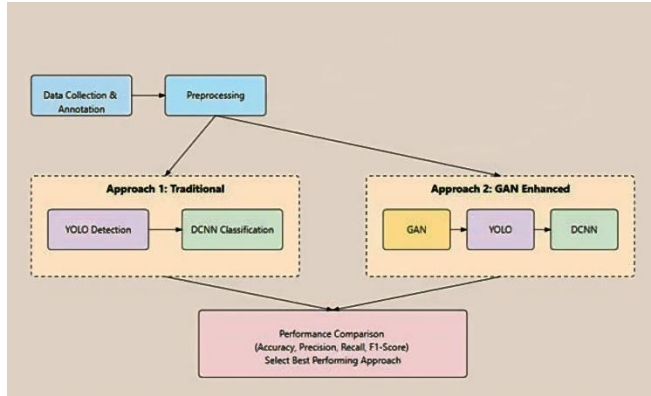 Data Collection &
Annotation
Preprocessing
Approach 1: Traditional
YOLO Detection
DCNN Classification
Approach 2: GAN Enhanced
GAN
YOLO
DCNN
Performance Comparison
(Accuracy, Precision, Recall, F1-Score)
Select Best Performing Approach